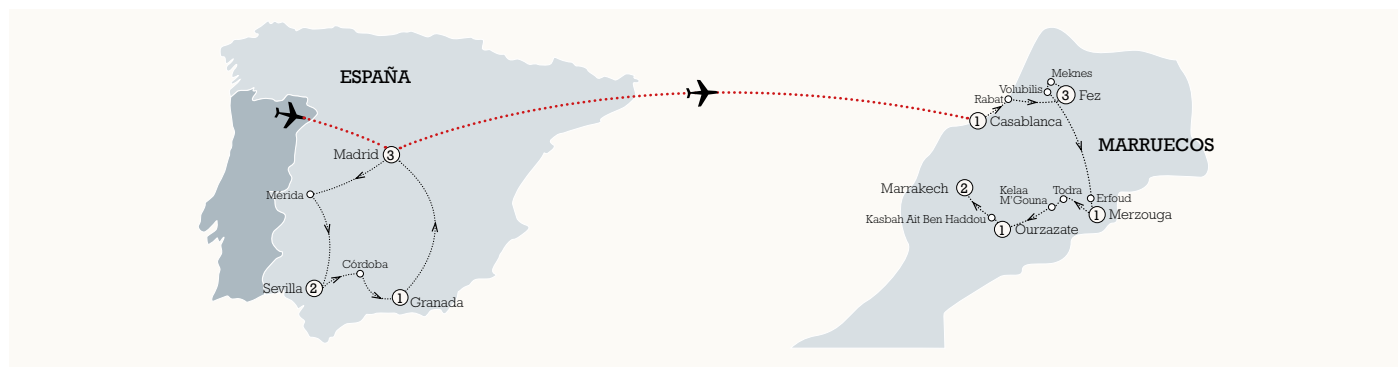 ESPAÑA
Madrid
3
Mérida
Sevilla
2
Córdoba
1
Granada
Meknes
Volubilis
3
Fez
Rabat
1
Casablanca
MARRUECOS
Marrakech
2
Kelaa
M'Gouna
Todra
Erfoud
1
Merzouga
Kasbah Ait Ben Haddou
1
Ourzazate